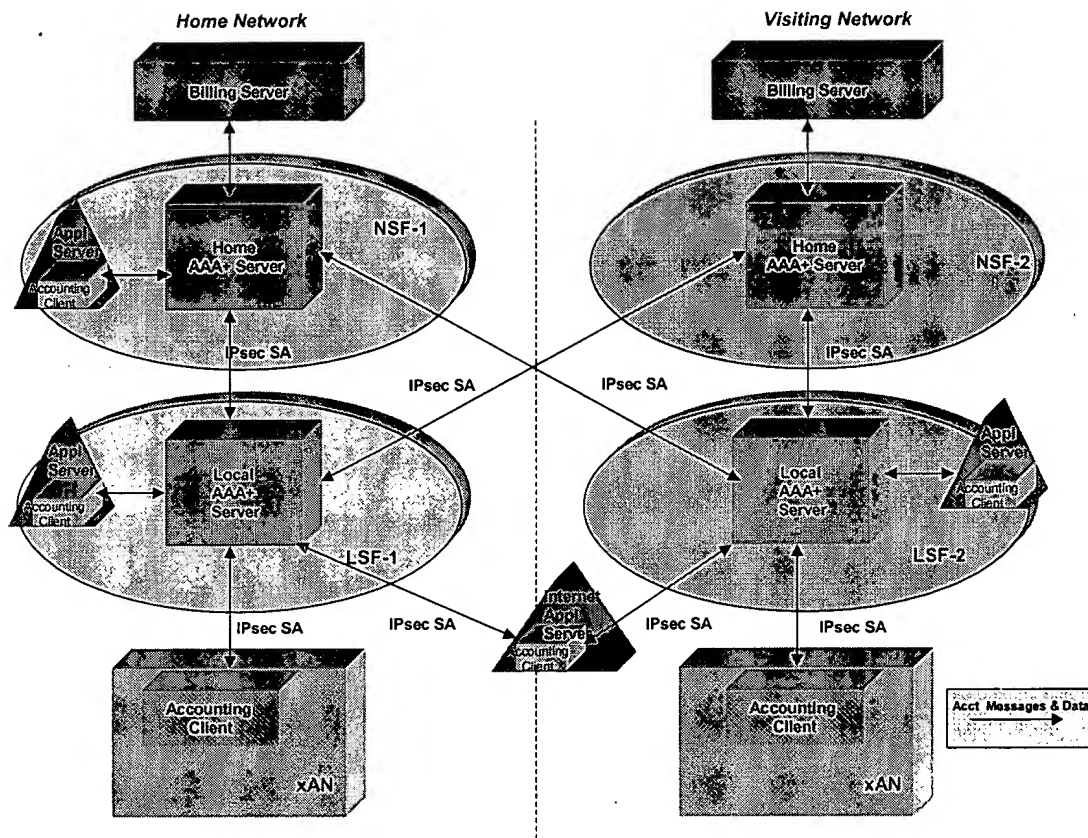 Home Network
Visiting Network
Billing Server
Billing Server
NSF-1
Appl
Server
Accounting
Client
Home
AAA+ Server
Home
AAA+ Server
NSF-2
IPsec SA
IPsec SA
IPsec SA
IPsec SA
Appl
Server
Accounting
Client
Local
AAA+
Server
LSF-1
Local
AAA+
Server
Appl
Server
Accounting
Client
LSF-2
Internet
Appl
Server
Accounting
Client
IPsec SA
IPsec SA
IPsec SA
IPsec SA
Accounting
Client
xAN
Accounting
Client
xAN
Acct Messages & Data